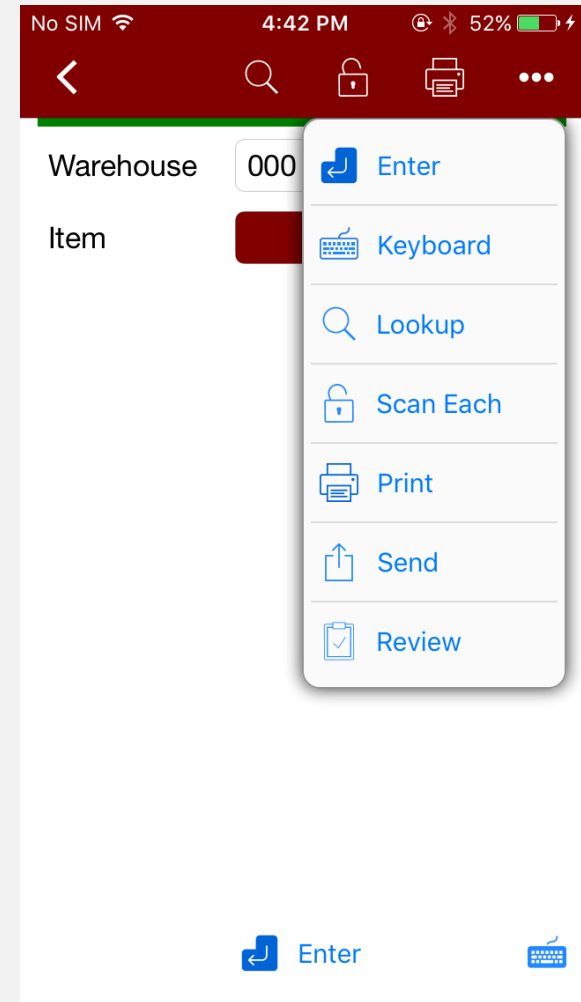 No SIM 4:42 PM 52%
Warehouse 000
Item
Enter
Keyboard
Lookup
Scan Each
Print
Send
Review
Enter